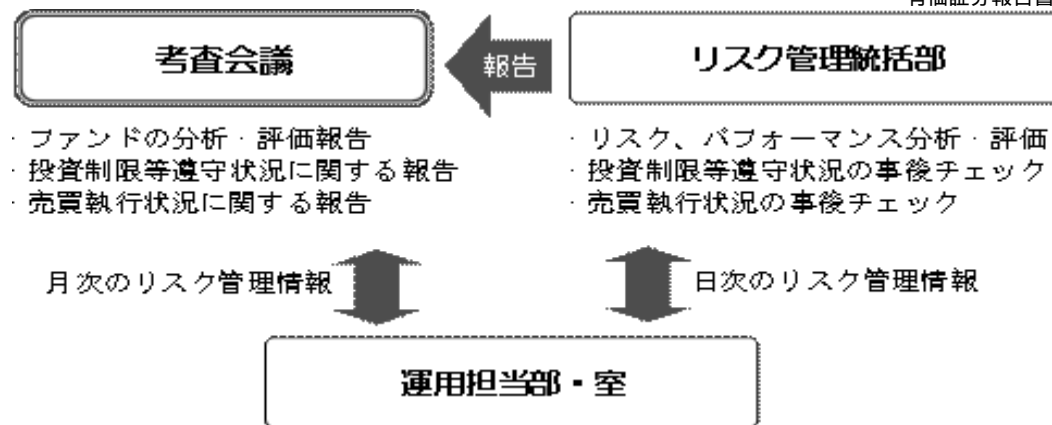 有価証券報告書
考査会議
報告
リスク管理統括部
・ファンドの分析・評価報告
・投資制限等遵守状況に関する報告
・売買執行状況に関する報告
・リスク、パフォーマンス分析・評価
・投資制限等遵守状況の事後チェック
・売買執行状況の事後チェック
月次のリスク管理情報
日次のリスク管理情報
運用担当部・室